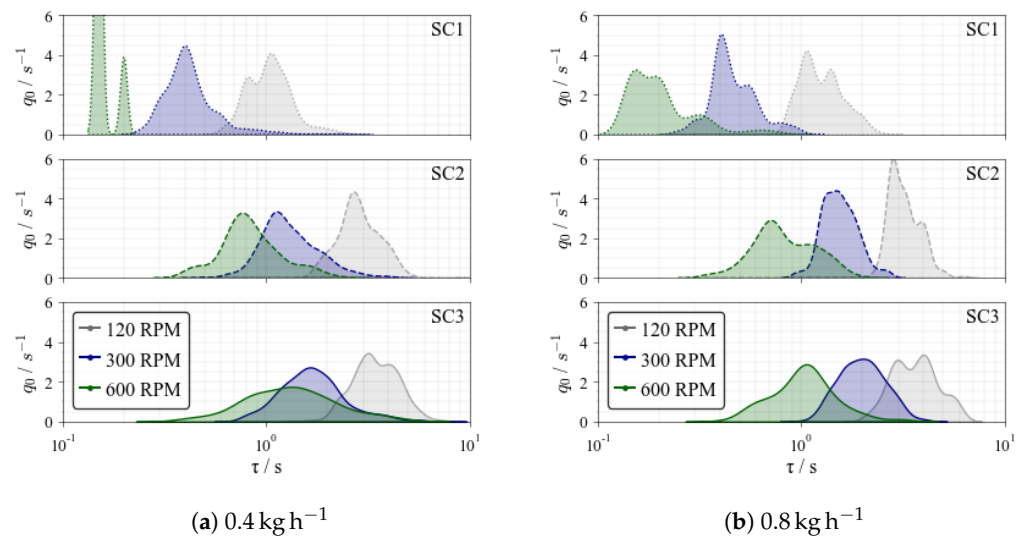 6
4
2
0
q₀ / s⁻¹
SC1
6
4
2
0
q₀ / s⁻¹
SC2
6
4
2
0
q₀ / s⁻¹
SC3
120 RPM
300 RPM
600 RPM
10⁻¹ 10⁰ 10¹
τ / s
(a) 0.4 kg h⁻¹
6
4
2
0
q₀ / s⁻¹
SC1
6
4
2
0
q₀ / s⁻¹
SC2
6
4
2
0
q₀ / s⁻¹
SC3
120 RPM
300 RPM
600 RPM
10⁻¹ 10⁰ 10¹
τ / s
(b) 0.8 kg h⁻¹